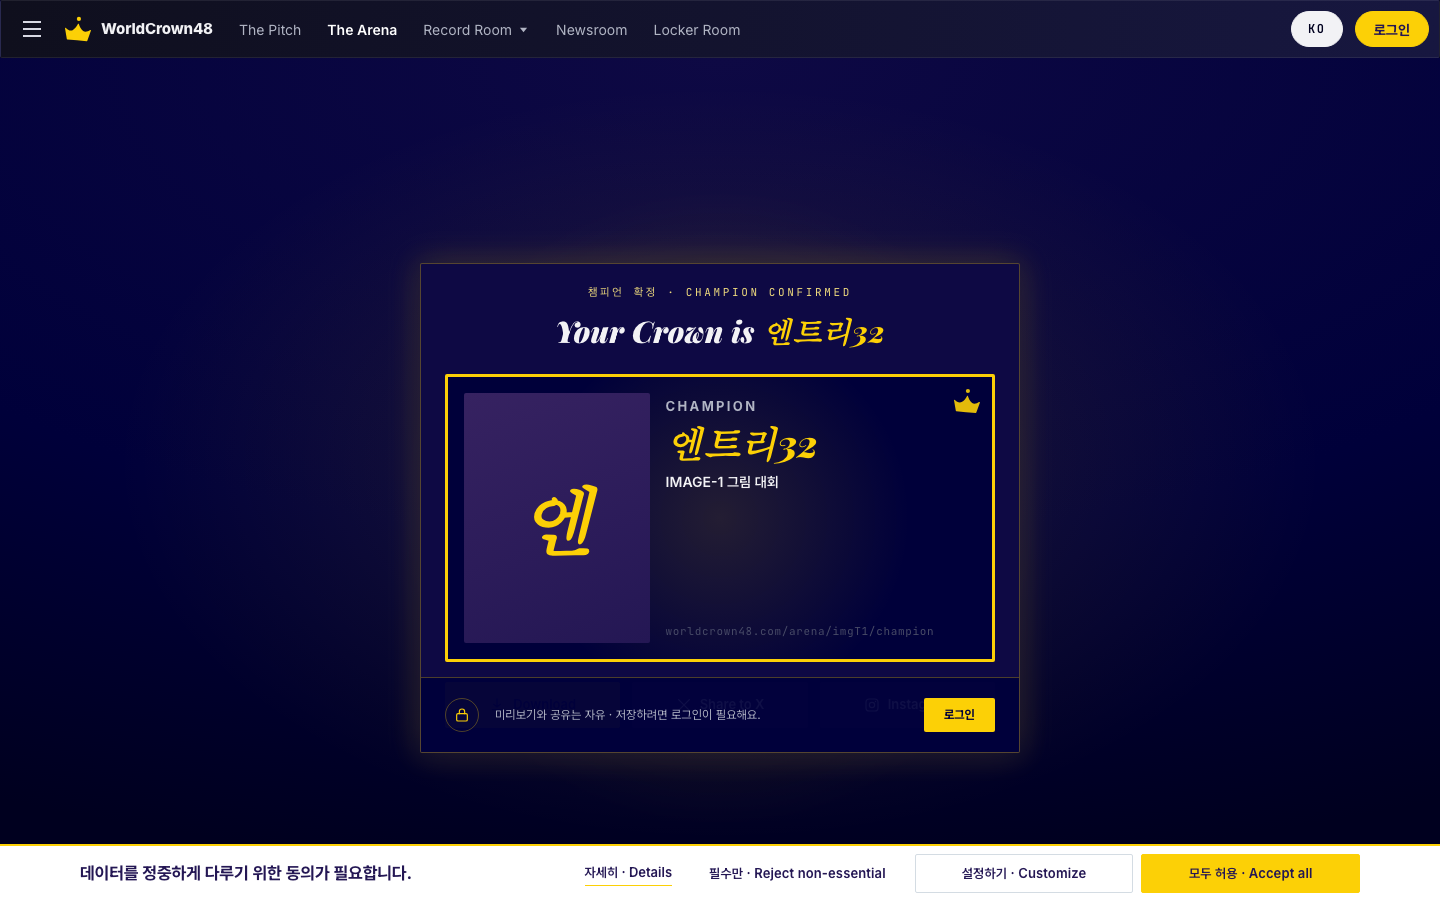 WorldCrown48
The Pitch
The Arena
Record Room
Newsroom
Locker Room
KO
로그인
챔피언 확정 · CHAMPION CONFIRMED
Your Crown is 엔트리32
CHAMPION
엔트리32
IMAGE-1 그림 대회
엔
worldcrown48.com/arena/imgT1/champion
Share to X
미리보기와 공유는 자유 · 저장하려면 로그인이 필요해요.
로그인
데이터를 정중하게 다루기 위한 동의가 필요합니다.
자세히 · Details
필수만 · Reject non-essential
설정하기 · Customize
모두 허용 · Accept all